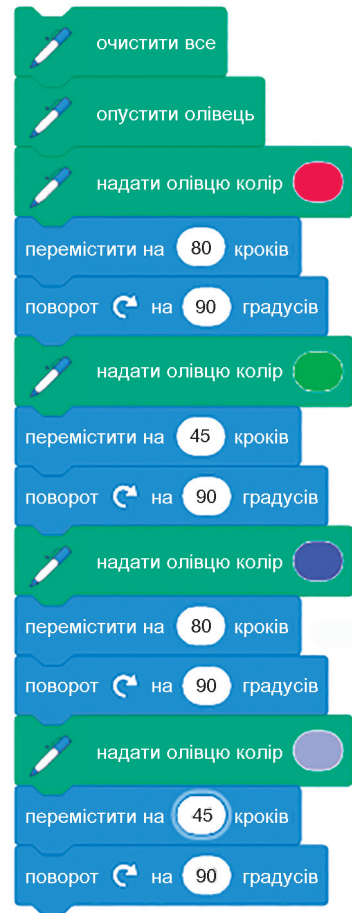 очистити все
опустити олівець
надати олівцю колір
перемістити на 80 кроків
поворот на 90 градусів
надати олівцю колір
перемістити на 45 кроків
поворот на 90 градусів
надати олівцю колір
перемістити на 80 кроків
поворот на 90 градусів
надати олівцю колір
перемістити на 45 кроків
поворот на 90 градусів